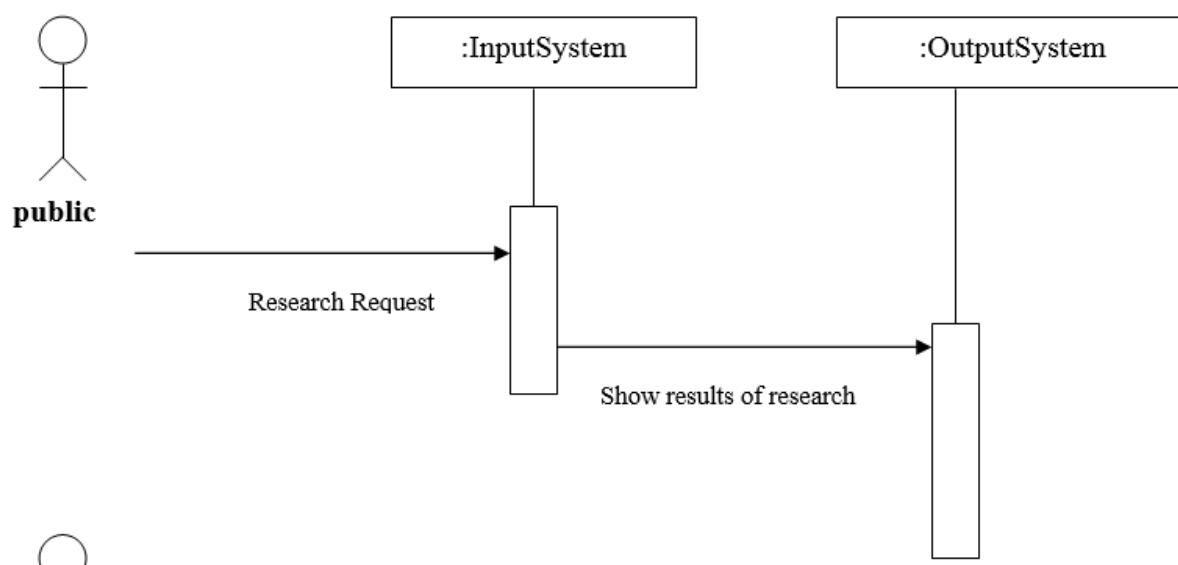 :InputSystem
:OutputSystem
public
Research Request
Show results of research